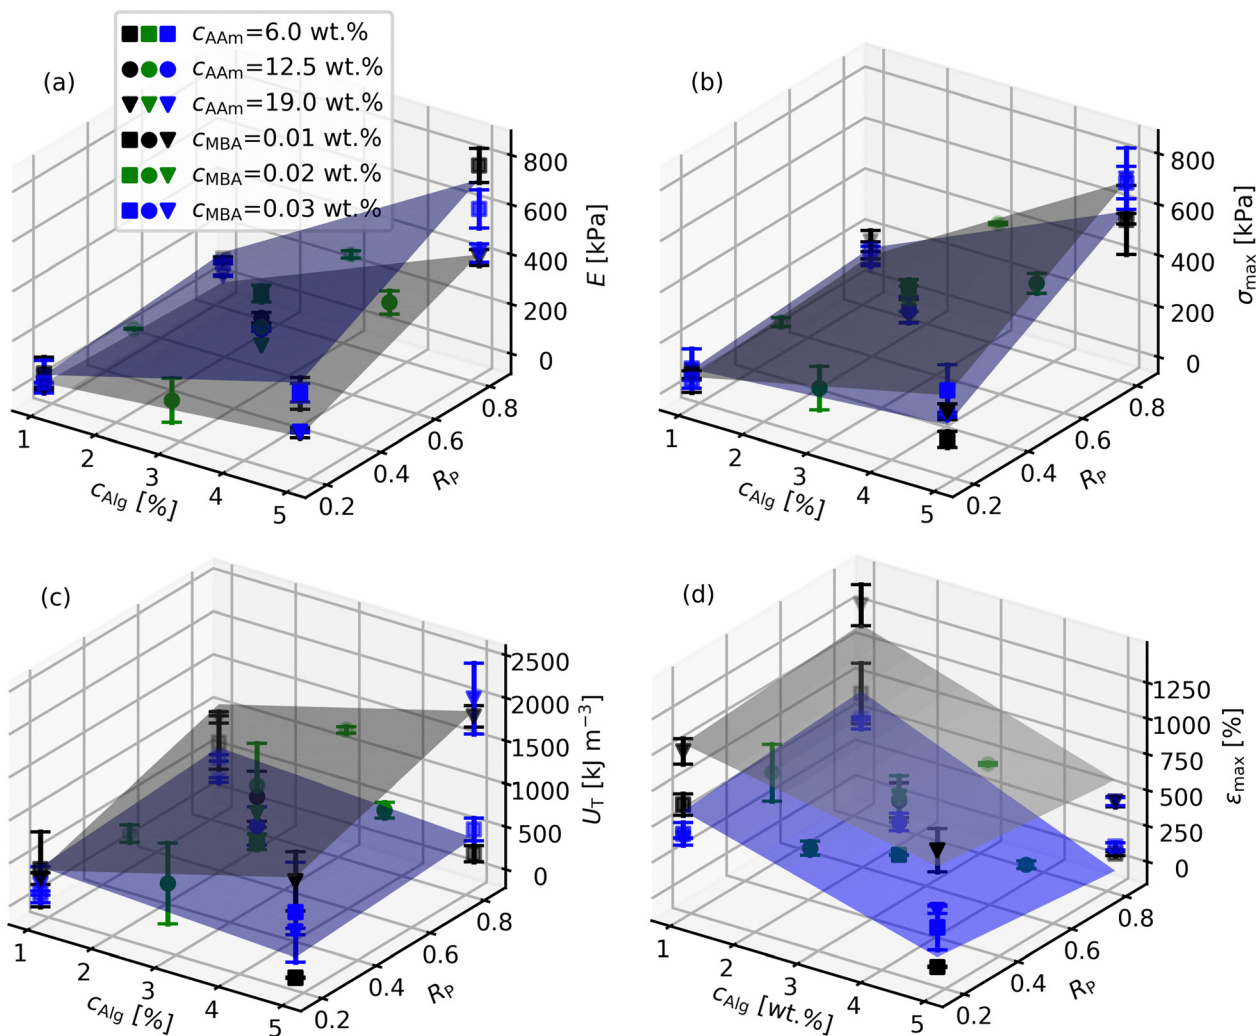 (a)
c_AAm=6.0 wt.%
c_AAm=12.5 wt.%
c_AAm=19.0 wt.%
c_MBA=0.01 wt.%
c_MBA=0.02 wt.%
c_MBA=0.03 wt.%
800
600
400
200
0
E [kPa]
1
2
3
4
5
c_Alg [%]
0.2
0.4
0.6
0.8
R_P
(b)
800
600
400
200
0
σ_max [kPa]
1
2
3
4
5
c_Alg [%]
0.2
0.4
0.6
0.8
R_P
(c)
2500
2000
1500
1000
500
0
U_T [kJ m⁻³]
1
2
3
4
5
c_Alg [%]
0.2
0.4
0.6
0.8
R_P
(d)
1250
1000
750
500
250
0
ε_max [%]
1
2
3
4
5
c_Alg [wt.%]
0.2
0.4
0.6
0.8
R_P